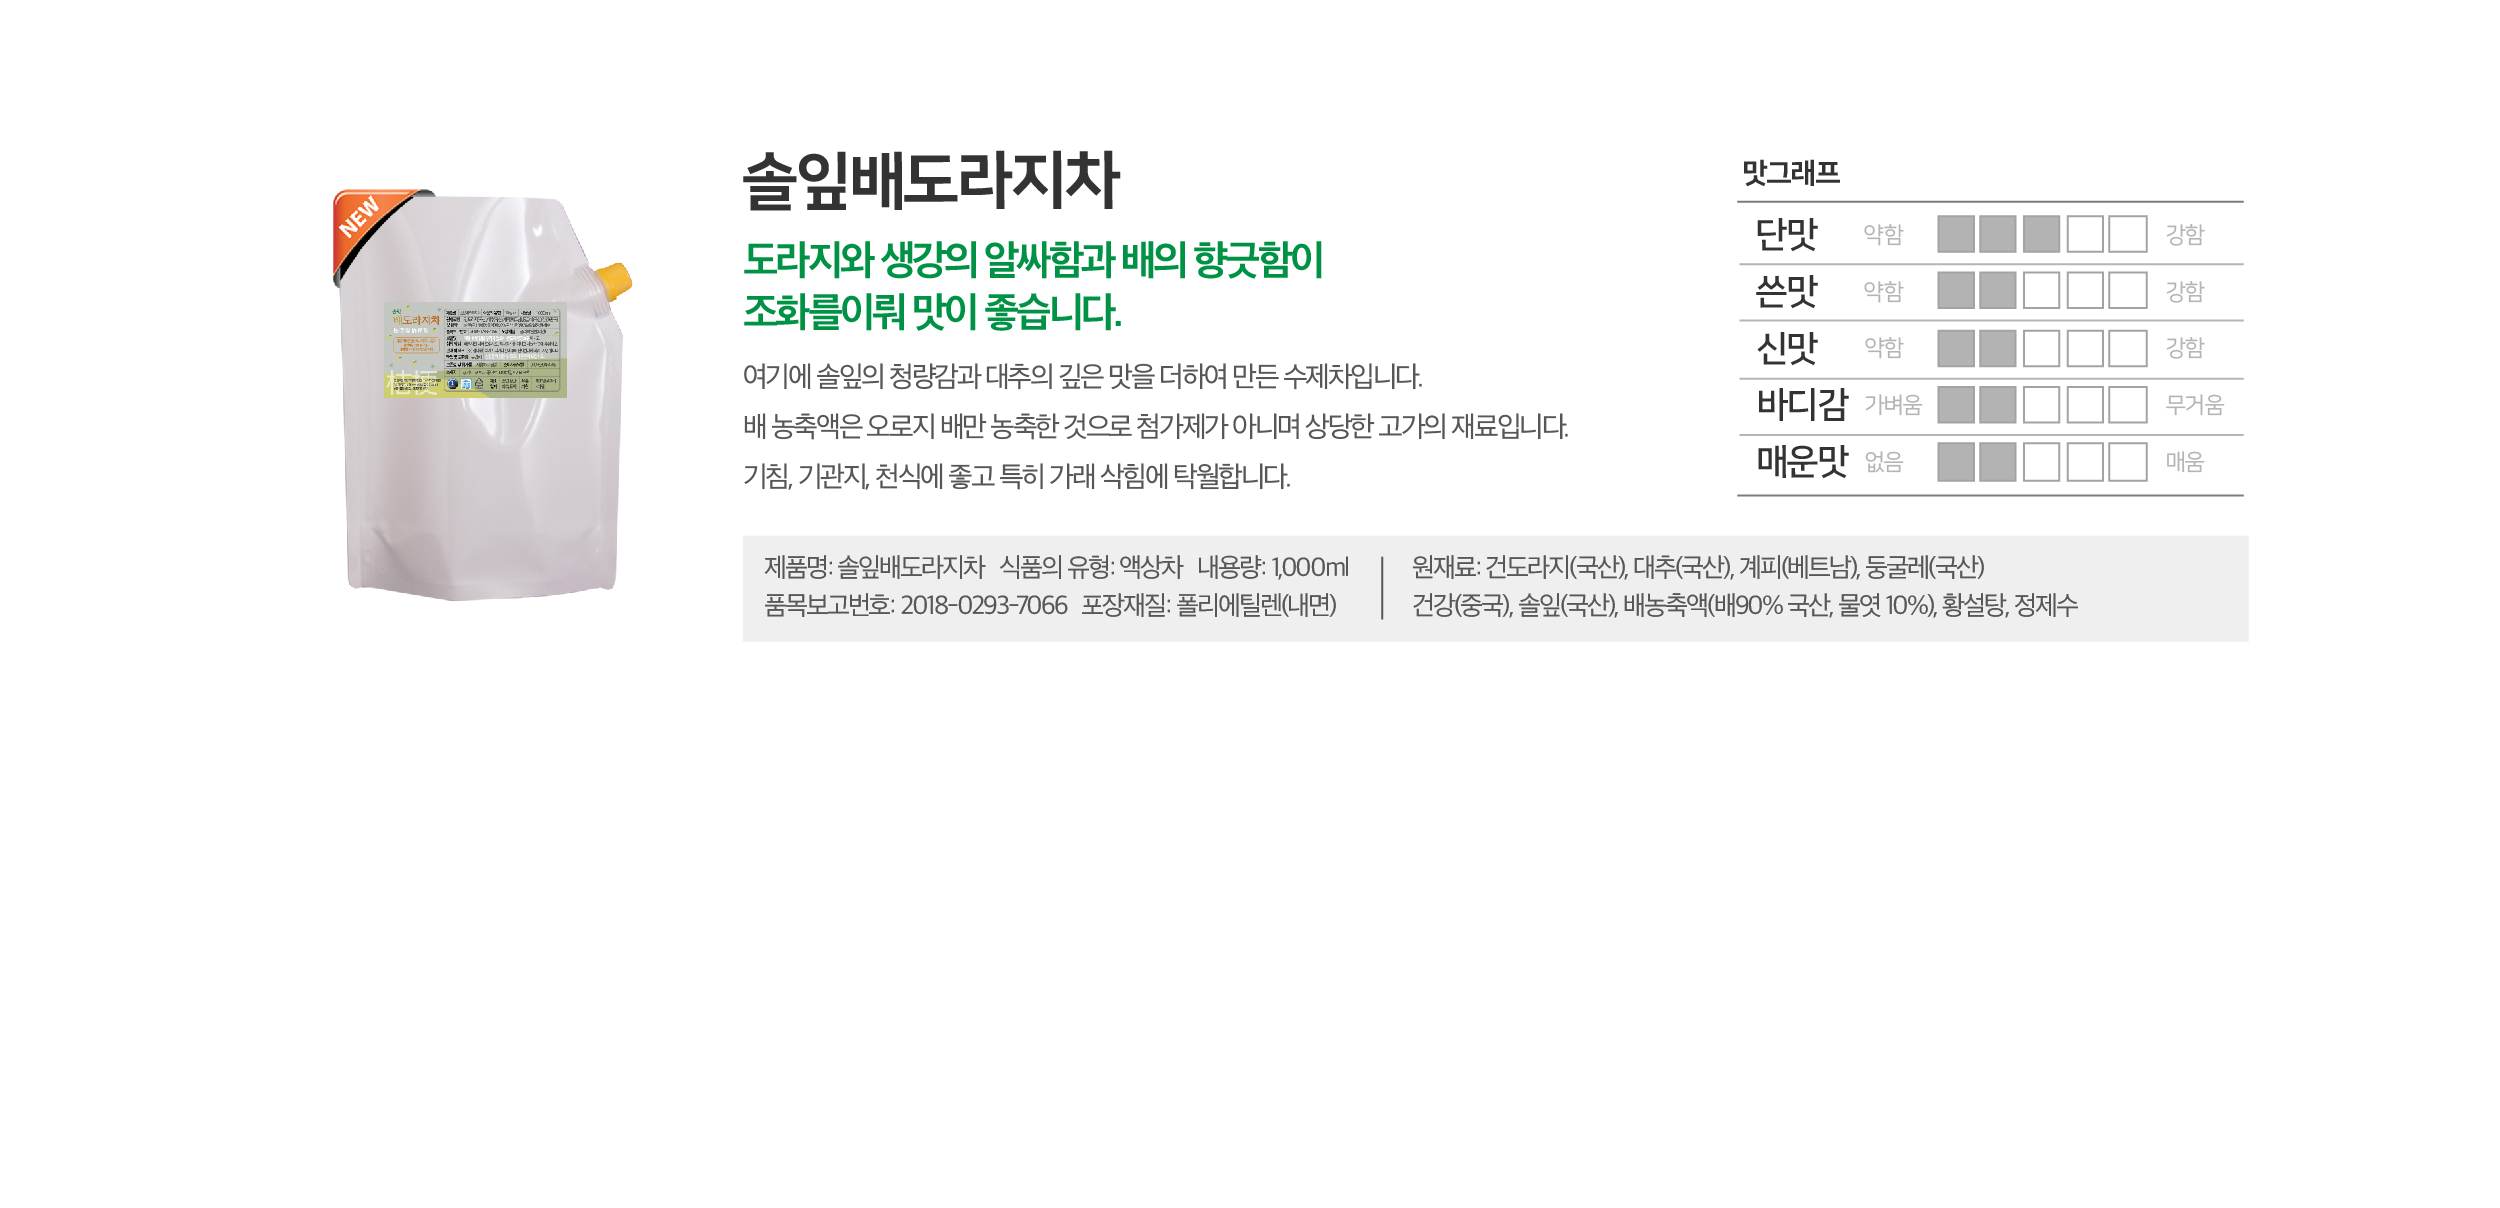 솔잎배도라지차
도라지와 생강의 알싸함과 배의 향긋함이
조화를이뤄 맛이 좋습니다.
여기에 솔잎의 청량감과 대추의 깊은 맛을 더하여 만든 수제차입니다.
배 농축액은 오로지 배만 농축한 것으로 첨가제가 아니며 상당한 고가의 재료입니다.
기침, 기관지, 천식에 좋고 특히 가래 삭힘에 탁월합니다.
맛그래프
단맛 약함 강함
쓴맛 약함 강함
신맛 약함 강함
바디감 가벼움 무거움
매운맛 없음 매움
제품명: 솔잎배도라지차 식품의 유형: 액상차 내용량: 1,000ml
품목보고번호: 2018-0293-7066 포장재질: 폴리에틸렌(내면)
원재료: 건도라지(국산), 대추(국산), 계피(베트남), 둥굴레(국산)
건강(중국), 솔잎(국산), 배농축액(배90% 국산, 물엿 10%), 황설탕, 정제수
NEW
배도라지차
桔梗